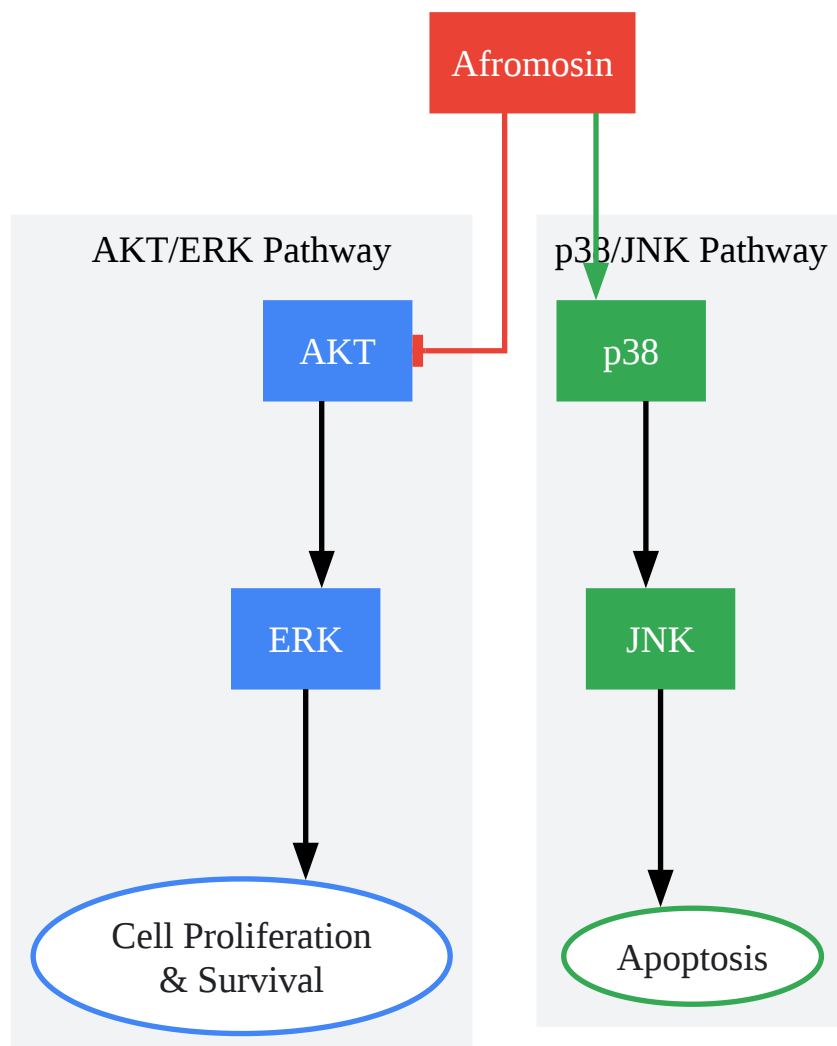 Afromosin
AKT/ERK Pathway
p38/JNK Pathway
AKT
p38
ERK
JNK
Cell Proliferation
& Survival
Apoptosis